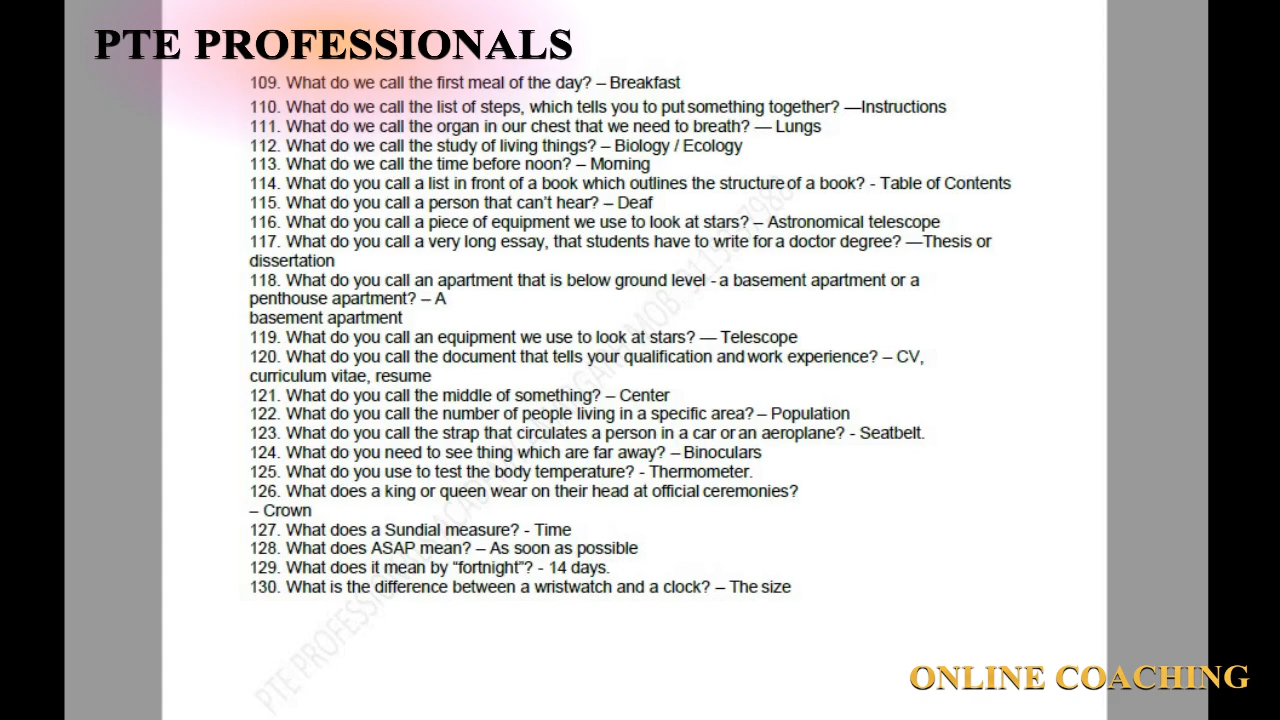 PTE PROFESSIONALS
109. What do we call the first meal of the day? – Breakfast
110. What do we call the list of steps, which tells you to put something together? —Instructions
111. What do we call the organ in our chest that we need to breath? — Lungs
112. What do we call the study of living things? – Biology / Ecology
113. What do we call the time before noon? – Morning
114. What do you call a list in front of a book which outlines the structure of a book? - Table of Contents
115. What do you call a person that can't hear? – Deaf
116. What do you call a piece of equipment we use to look at stars? – Astronomical telescope
117. What do you call a very long essay, that students have to write for a doctor degree? —Thesis or
dissertation
118. What do you call an apartment that is below ground level - a basement apartment or a
penthouse apartment? – A
basement apartment
119. What do you call an equipment we use to look at stars? — Telescope
120. What do you call the document that tells your qualification and work experience? – CV,
curriculum vitae, resume
121. What do you call the middle of something? – Center
122. What do you call the number of people living in a specific area? – Population
123. What do you call the strap that circulates a person in a car or an aeroplane? - Seatbelt.
124. What do you need to see thing which are far away? – Binoculars
125. What do you use to test the body temperature? - Thermometer.
126. What does a king or queen wear on their head at official ceremonies?
– Crown
127. What does a Sundial measure? - Time
128. What does ASAP mean? – As soon as possible
129. What does it mean by “fortnight”? - 14 days.
130. What is the difference between a wristwatch and a clock? – The size
ONLINE COACHING